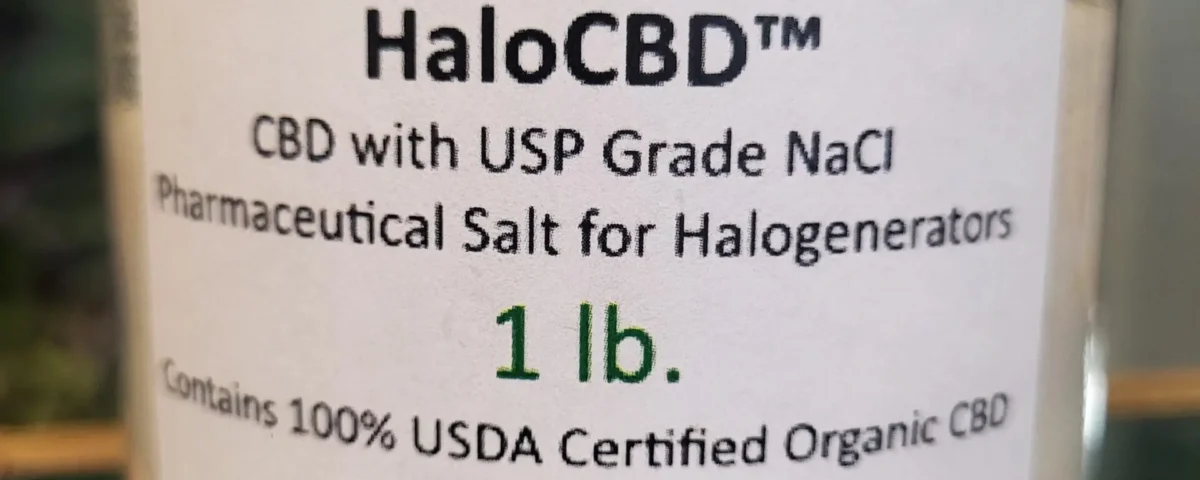 HaloCBD™
CBD with USP Grade NaCl
Pharmaceutical Salt for Halogenerators
1 lb.
Contains 100% USDA Certified Organic CBD